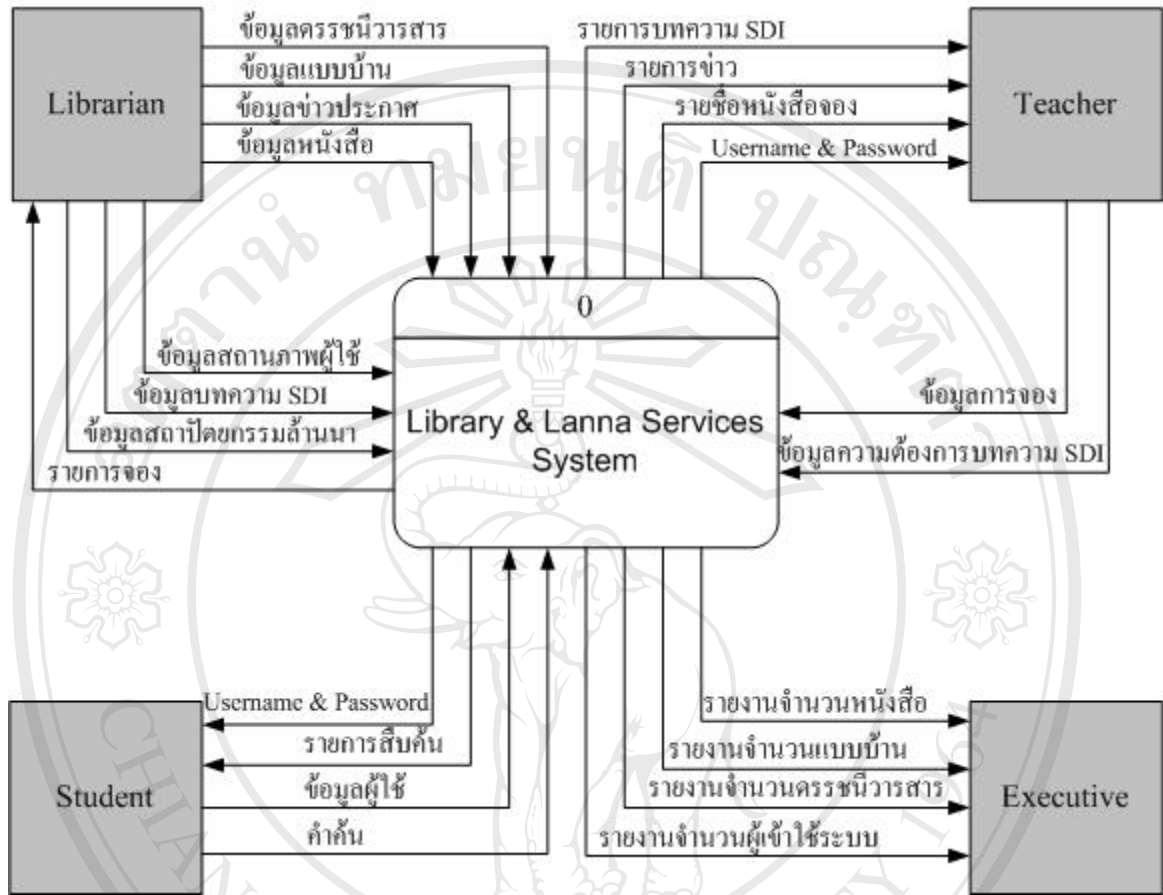 Librarian
ข้อมูลดรรชนีวารสาร
ข้อมูลแบบบ้าน
ข้อมูลข่าวประกาศ
ข้อมูลหนังสือ
รายการบทความ SDI
รายการข่าว
รายชื่อหนังสือจอง
Username & Password
Teacher
0
Library & Lanna Services
System
ข้อมูลสถานภาพผู้ใช้
ข้อมูลบทความ SDI
ข้อมูลสถาปัตยกรรมล้านนา
รายการจอง
ข้อมูลการจอง
ข้อมูลความต้องการบทความ SDI
Student
Username & Password
รายการสืบค้น
ข้อมูลผู้ใช้
คำค้น
รายงานจำนวนหนังสือ
รายงานจำนวนแบบบ้าน
รายงานจำนวนดรรชนีวารสาร
รายงานจำนวนผู้เข้าใช้ระบบ
Executive